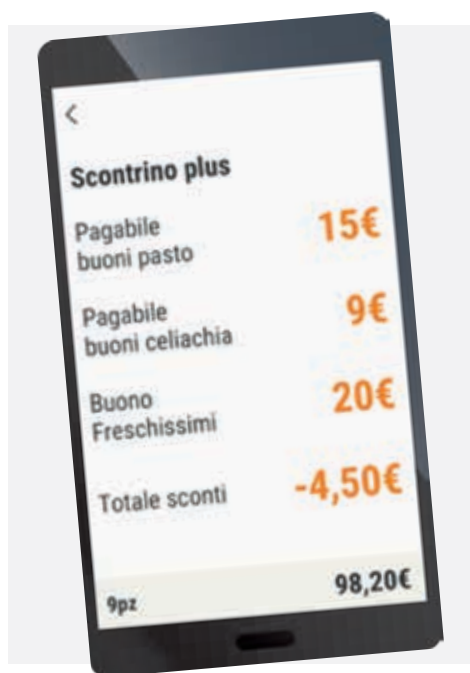 <
Scontrino plus
Pagabile
buoni pasto
15€
Pagabile
buoni celiachia
9€
Buono
Freschissimi
20€
Totale sconti
-4,50€
9pz
98,20€